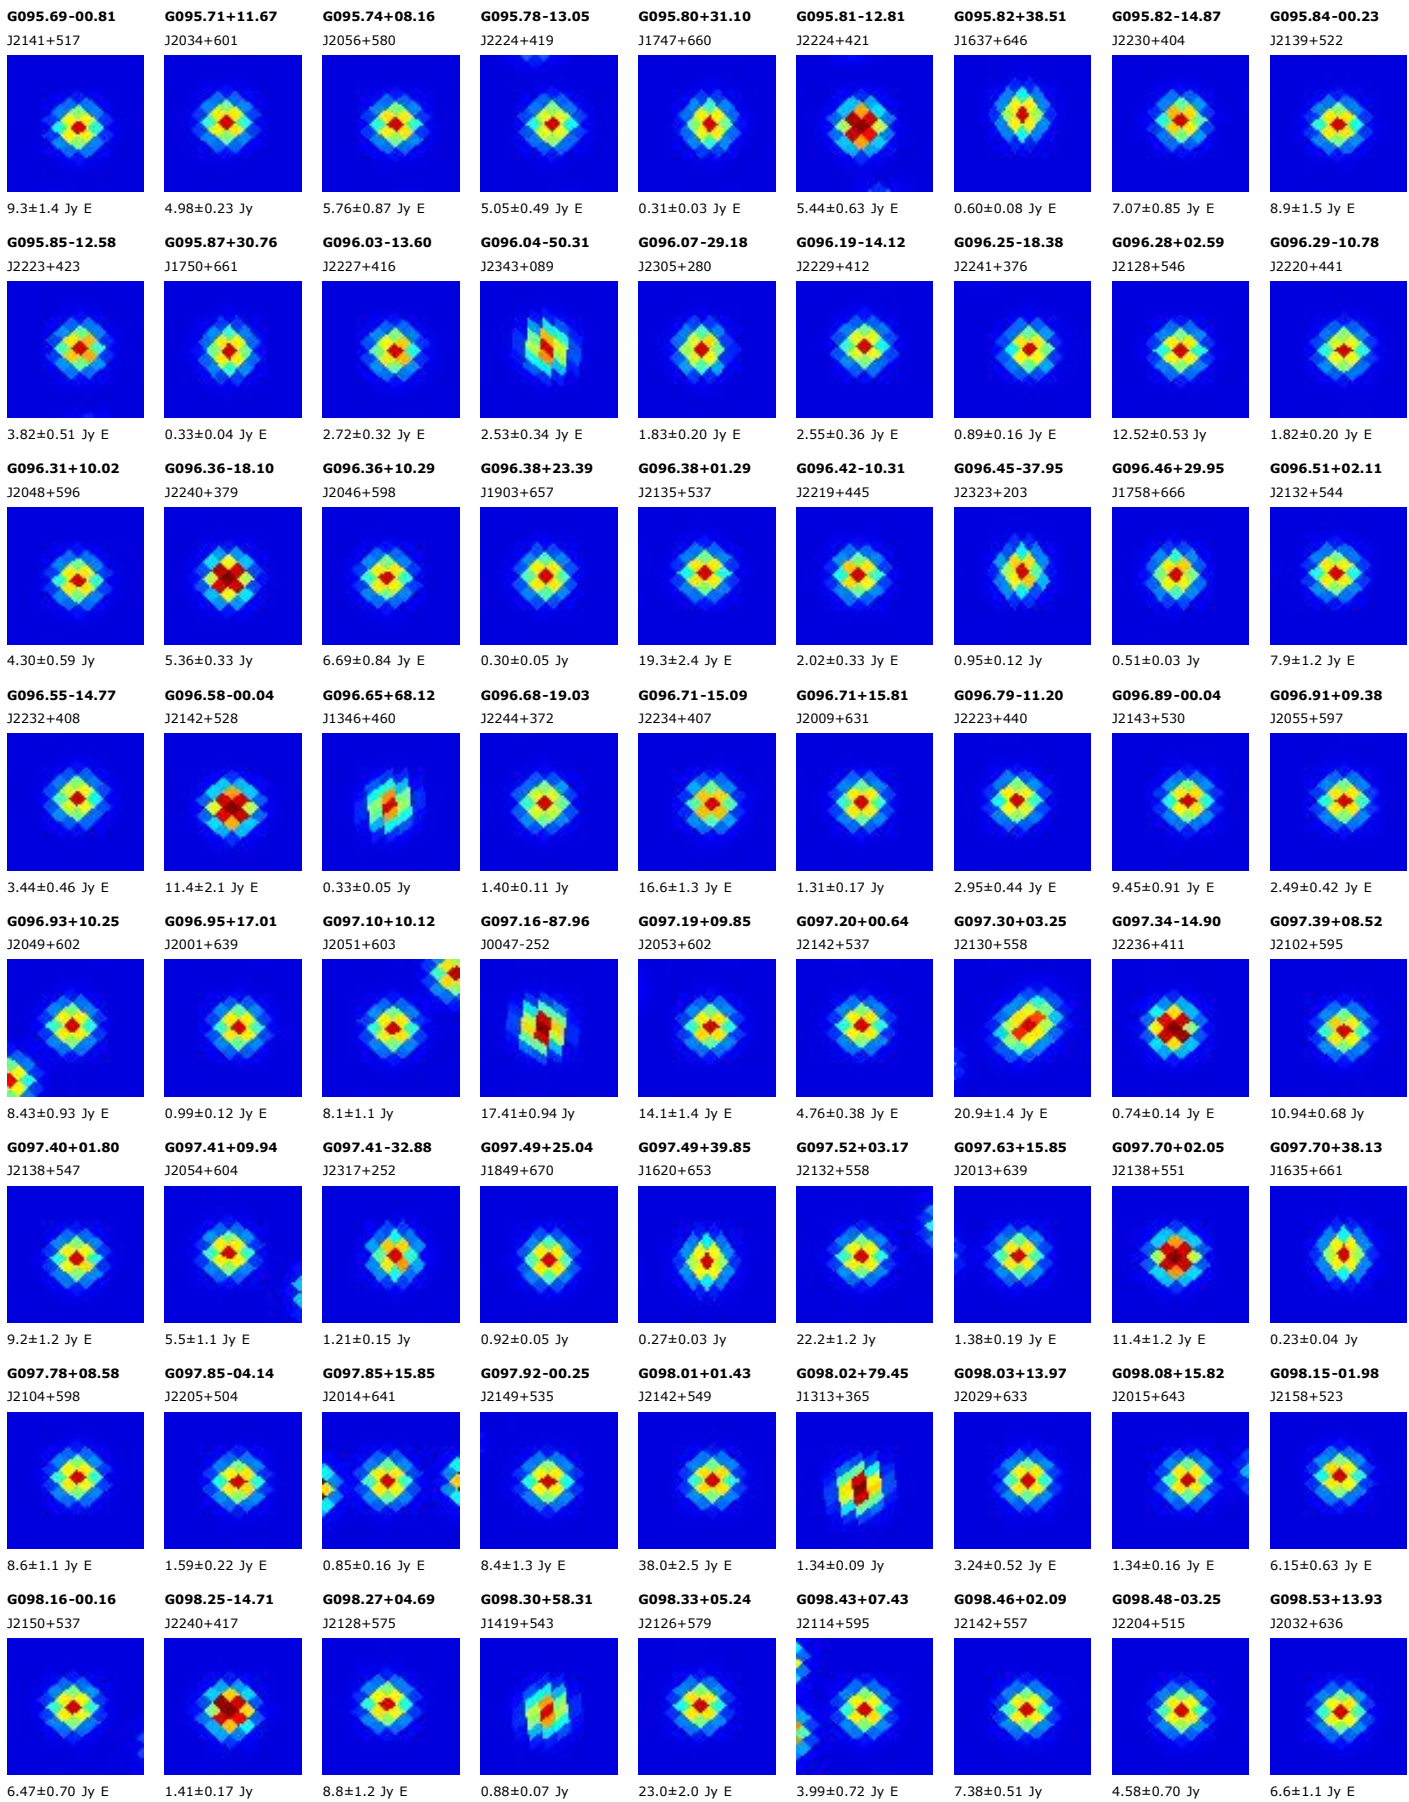 G095.69-00.81 G095.71+11.67 G095.74+08.16 G095.78-13.05 G095.80+31.10 G095.81-12.81 G095.82+38.51 G095.82-14.87 G095.84-00.23
J2141+517 J2034+601 J2056+580 J2224+419 J1747+660 J2224+421 J1637+646 J2230+404 J2139+522
9.3±1.4 Jy E 4.98±0.23 Jy 5.76±0.87 Jy E 5.05±0.49 Jy E 0.31±0.03 Jy E 5.44±0.63 Jy E 0.60±0.08 Jy E 7.07±0.85 Jy E 8.9±1.5 Jy E
G095.85-12.58 G095.87+30.76 G096.03-13.60 G096.04-50.31 G096.07-29.18 G096.19-14.12 G096.25-18.38 G096.28+02.59 G096.29-10.78
J2223+423 J1750+661 J2227+416 J2343+089 J2305+280 J2229+412 J2241+376 J2128+546 J2220+441
3.82±0.51 Jy E 0.33±0.04 Jy E 2.72±0.32 Jy E 2.53±0.34 Jy E 1.83±0.20 Jy E 2.55±0.36 Jy E 0.89±0.16 Jy E 12.52±0.53 Jy 1.82±0.20 Jy E
G096.31+10.02 G096.36-18.10 G096.36+10.29 G096.38+23.39 G096.38+01.29 G096.42-10.31 G096.45-37.95 G096.46+29.95 G096.51+02.11
J2048+596 J2240+379 J2046+598 J1903+657 J2135+537 J2219+445 J2323+203 J1758+666 J2132+544
4.30±0.59 Jy 5.36±0.33 Jy 6.69±0.84 Jy E 0.30±0.05 Jy 19.3±2.4 Jy E 2.02±0.33 Jy E 0.95±0.12 Jy 0.51±0.03 Jy 7.9±1.2 Jy E
G096.55-14.77 G096.58-00.04 G096.65+68.12 G096.68-19.03 G096.71-15.09 G096.71+15.81 G096.79-11.20 G096.89-00.04 G096.91+09.38
J2232+408 J2142+528 J1346+460 J2244+372 J2234+407 J2009+631 J2223+440 J2143+530 J2055+597
3.44±0.46 Jy E 11.4±2.1 Jy E 0.33±0.05 Jy 1.40±0.11 Jy 16.6±1.3 Jy E 1.31±0.17 Jy 2.95±0.44 Jy E 9.45±0.91 Jy E 2.49±0.42 Jy E
G096.93+10.25 G096.95+17.01 G097.10+10.12 G097.16-87.96 G097.19+09.85 G097.20+00.64 G097.30+03.25 G097.34-14.90 G097.39+08.52
J2049+602 J2001+639 J2051+603 J0047-252 J2053+602 J2142+537 J2130+558 J2236+411 J2102+595
8.43±0.93 Jy E 0.99±0.12 Jy E 8.1±1.1 Jy 17.41±0.94 Jy 14.1±1.4 Jy E 4.76±0.38 Jy E 20.9±1.4 Jy E 0.74±0.14 Jy E 10.94±0.68 Jy
G097.40+01.80 G097.41+09.94 G097.41-32.88 G097.49+25.04 G097.49+39.85 G097.52+03.17 G097.63+15.85 G097.70+02.05 G097.70+38.13
J2138+547 J2054+604 J2317+252 J1849+670 J1620+653 J2132+558 J2013+639 J2138+551 J1635+661
9.2±1.2 Jy E 5.5±1.1 Jy E 1.21±0.15 Jy 0.92±0.05 Jy 0.27±0.03 Jy 22.2±1.2 Jy 1.38±0.19 Jy E 11.4±1.2 Jy E 0.23±0.04 Jy
G097.78+08.58 G097.85-04.14 G097.85+15.85 G097.92-00.25 G098.01+01.43 G098.02+79.45 G098.03+13.97 G098.08+15.82 G098.15-01.98
J2104+598 J2205+504 J2014+641 J2149+535 J2142+549 J1313+365 J2029+633 J2015+643 J2158+523
8.6±1.1 Jy E 1.59±0.22 Jy E 0.85±0.16 Jy E 8.4±1.3 Jy E 38.0±2.5 Jy E 1.34±0.09 Jy 3.24±0.52 Jy E 1.34±0.16 Jy E 6.15±0.63 Jy E
G098.16-00.16 G098.25-14.71 G098.27+04.69 G098.30+58.31 G098.33+05.24 G098.43+07.43 G098.46+02.09 G098.48-03.25 G098.53+13.93
J2150+537 J2240+417 J2128+575 J1419+543 J2126+579 J2114+595 J2142+557 J2204+515 J2032+636
6.47±0.70 Jy E 1.41±0.17 Jy 8.8±1.2 Jy E 0.88±0.07 Jy 23.0±2.0 Jy E 3.99±0.72 Jy E 7.38±0.51 Jy 4.58±0.70 Jy 6.6±1.1 Jy E